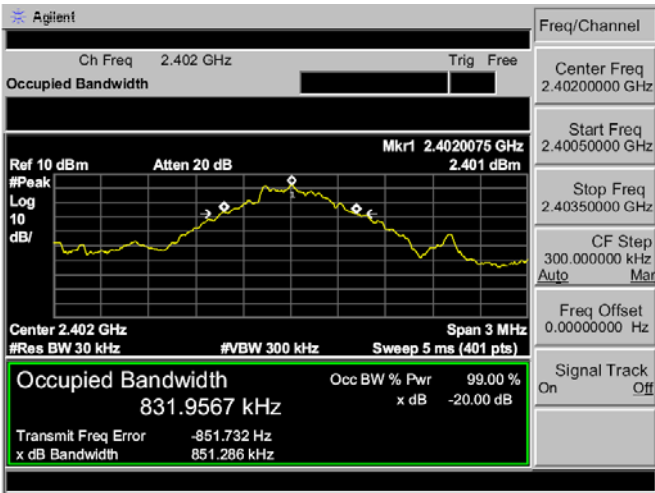 Agilent
Freq/Channel
Ch Freq 2.402 GHz Trig Free
Occupied Bandwidth
Center Freq
2.40200000 GHz
Start Freq
2.40050000 GHz
Stop Freq
2.40350000 GHz
CF Step
300.000000 kHz
Auto Man
Freq Offset
0.00000000 Hz
Signal Track
On Off
Mkr1 2.4020075 GHz
Ref 10 dBm Atten 20 dB 2.401 dBm
#Peak
Log
10
dB/
1
Center 2.402 GHz Span 3 MHz
#Res BW 30 kHz #VBW 300 kHz Sweep 5 ms (401 pts)
Occupied Bandwidth Occ BW % Pwr 99.00 %
831.9567 kHz x dB -20.00 dB
Transmit Freq Error -851.732 Hz
x dB Bandwidth 851.286 kHz